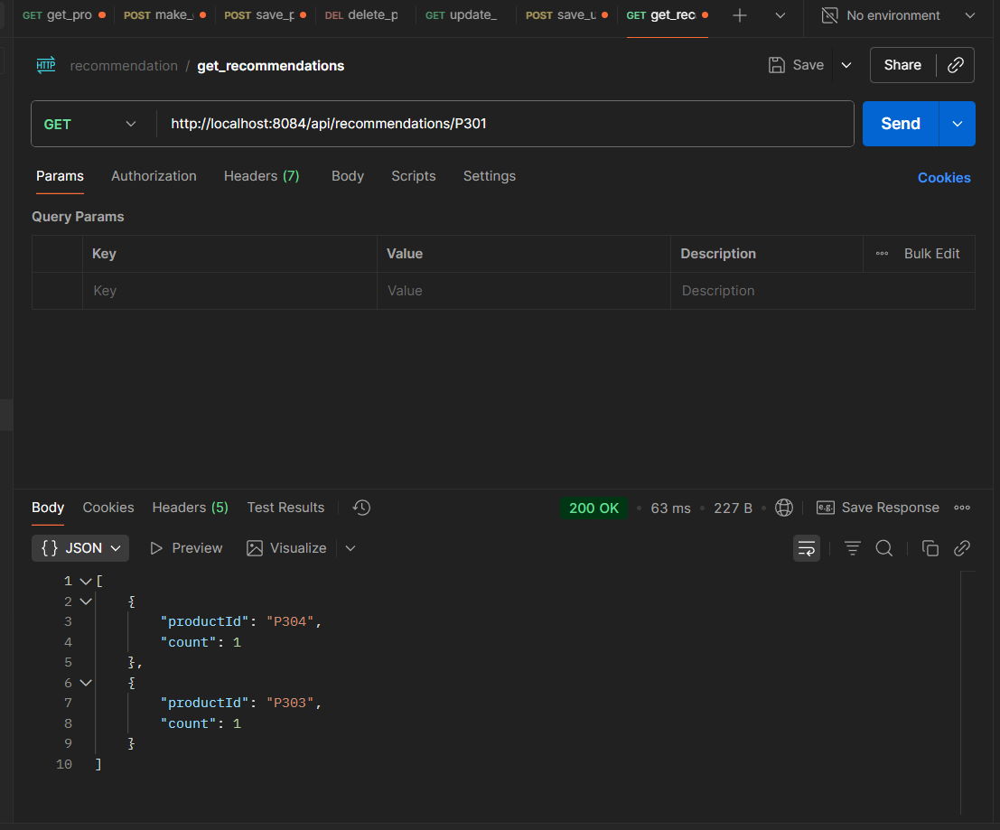 GET get_pro POST make_ POST save_p DEL delete_p GET update_ POST save_u GET get_rec No environment
HTTP recommendation / get_recommendations Save Share
GET http://localhost:8084/api/recommendations/P301 Send
Params Authorization Headers (7) Body Scripts Settings Cookies
Query Params
Key Value Description Bulk Edit
Key Value Description
Body Cookies Headers (5) Test Results 200 OK • 63 ms • 227 B • e.g. Save Response
{} JSON Preview Visualize
1 [
2 {
3 "productId": "P304",
4 "count": 1
5 },
6 {
7 "productId": "P303",
8 "count": 1
9 }
10 ]